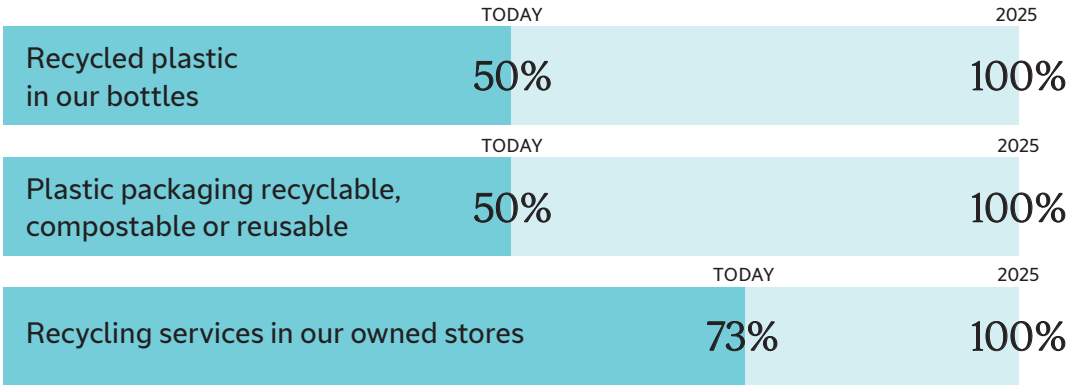 TODAY 2025
Recycled plastic
in our bottles
50% 100%
TODAY 2025
Plastic packaging recyclable,
compostable or reusable
50% 100%
TODAY 2025
Recycling services in our owned stores 73% 100%